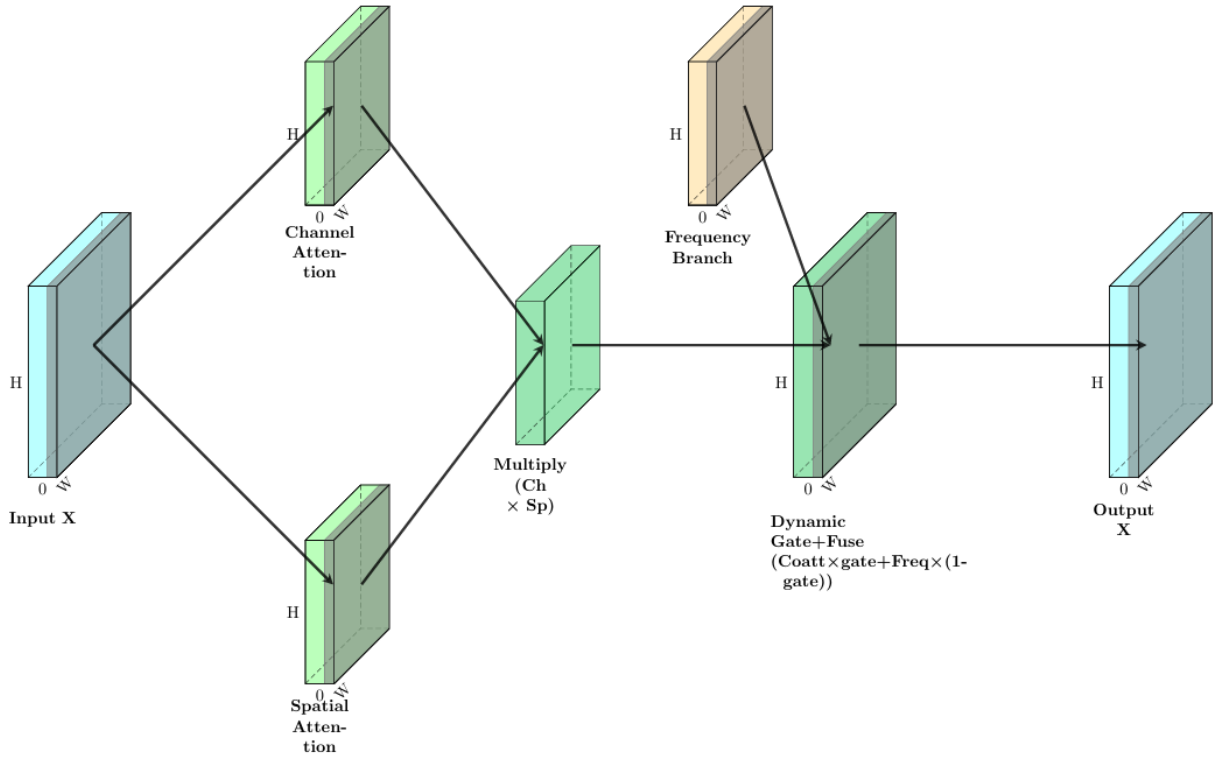 H
0 W
Channel
Atten-
tion
H
0 W
Frequency
Branch
H
0 W
Input X
Multiply
(Ch
× Sp)
H
0 W
Dynamic
Gate+Fuse
(Coatt×gate+Freq×(1-
gate))
H
0 W
Output
X
H
0 W
Spatial
Atten-
tion